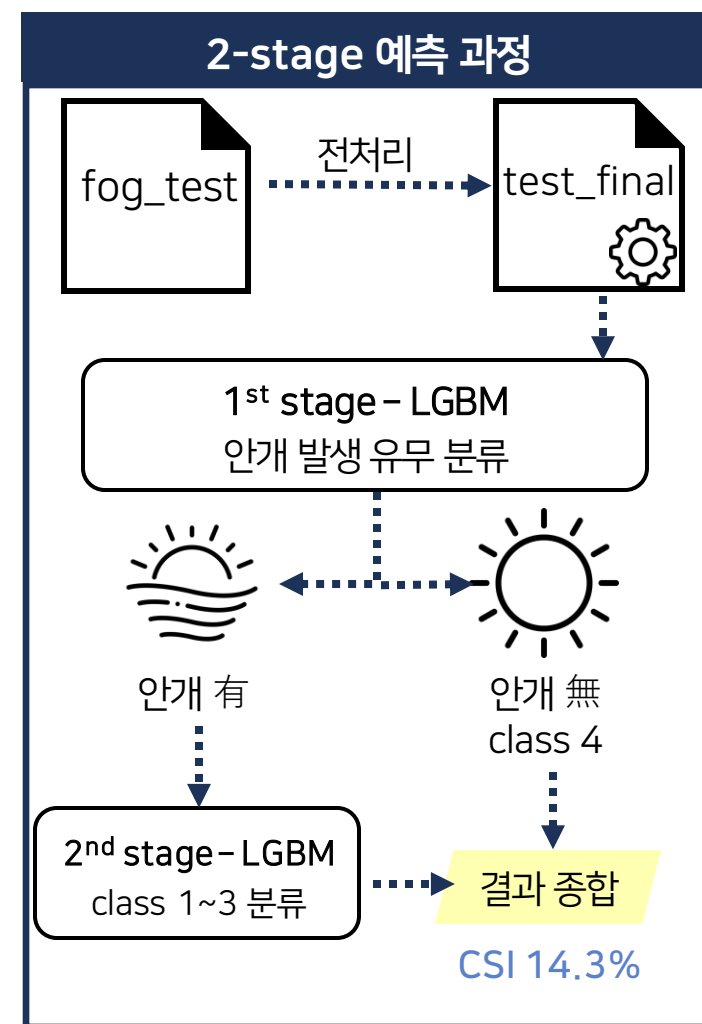 2-stage 예측 과정
fog_test
전처리
test_final
1st stage – LGBM
안개 발생 유무 분류
안개 有
안개 無
class 4
2nd stage – LGBM
class 1~3 분류
결과 종합
CSI 14.3%